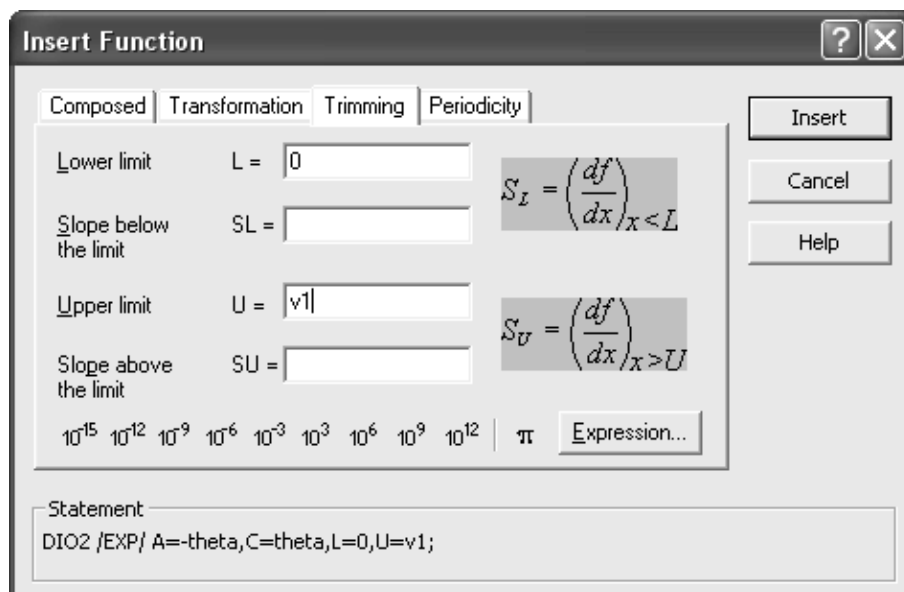 Insert Function
Composed Transformation Trimming Periodicity
Lower limit L = 0
Slope below the limit SL =
Upper limit U = v1
Slope above the limit SU =
S_L = (df/dx)_x<L
S_U = (df/dx)_x>U
10^-15 10^-12 10^-9 10^-6 10^-3 10^3 10^6 10^9 10^12 π Expression...
Insert
Cancel
Help
Statement
DIO2 /EXP/ A=-theta,C=theta,L=0,U=v1;